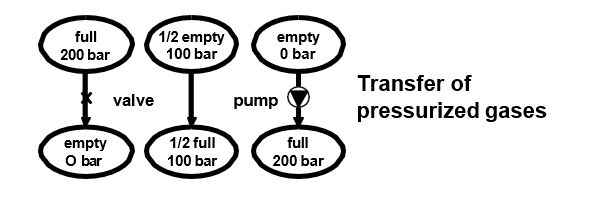 full
200 bar
1/2 empty
100 bar
empty
0 bar
valve
pump
Transfer of
pressurized gases
empty
O bar
1/2 full
100 bar
full
200 bar